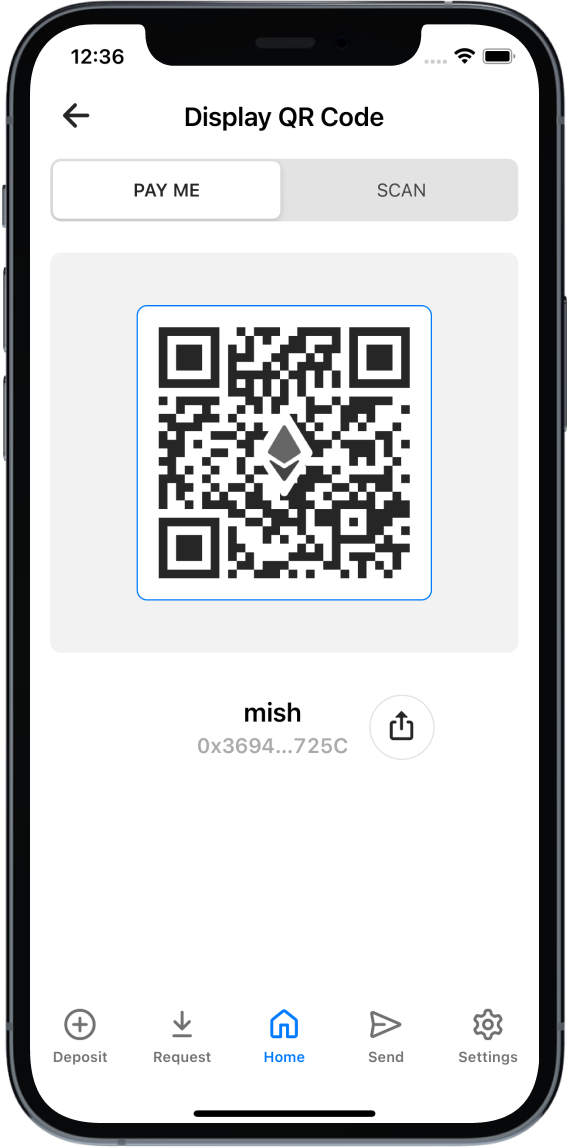 12:36
Display QR Code
PAY ME
SCAN
mish
0x3694...725C
Deposit
Request
Home
Send
Settings